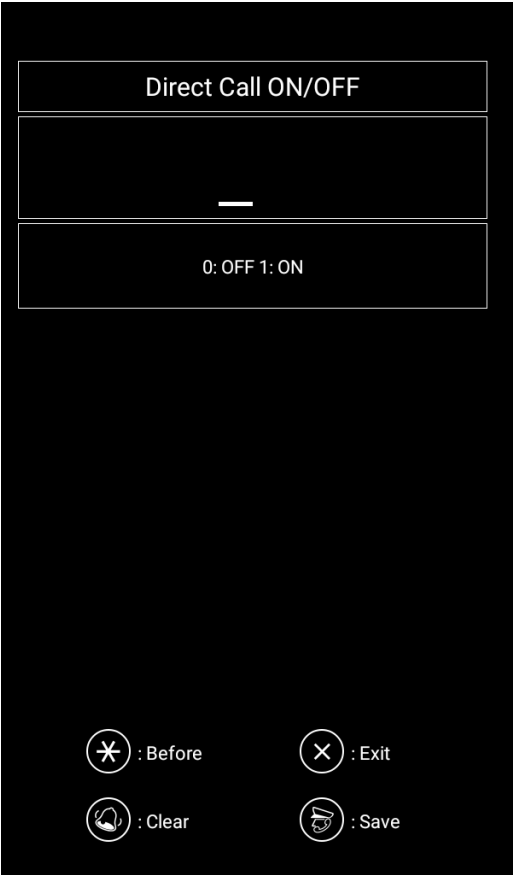 Direct Call ON/OFF
0: OFF 1: ON
: Before
: Exit
: Clear
: Save